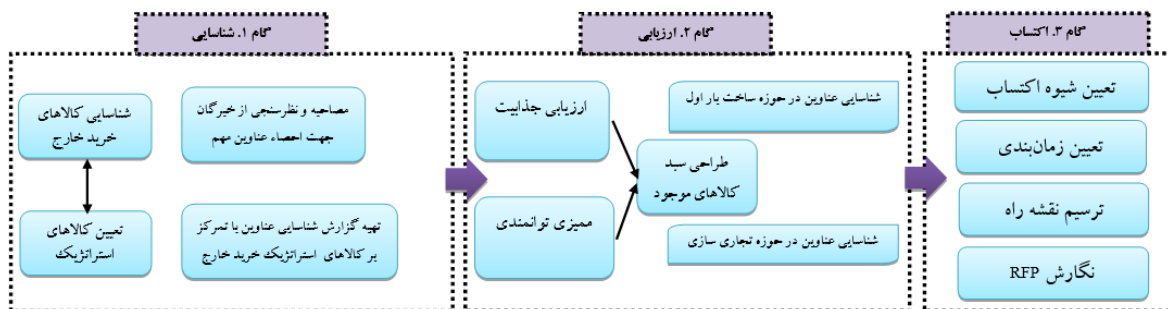 گام ۱. شناسایی
شناسایی کالاهای
خرید خارج
مصاحبه و نظرسنجی از خبرگان
جهت احصاء عناوین مهم
تعیین کالاهای
استراتژیک
تهیه گزارش شناسایی عناوین با تمرکز
بر کالاهای استراتژیک خرید خارج
گام ۲. ارزیابی
ارزیابی جذابیت
ممیزی توانمندی
طراحی سبد
کالاهای موجود
شناسایی عناوین در حوزه ساخت بار اول
شناسایی عناوین در حوزه تجاری سازی
گام ۳. اکتساب
تعیین شیوه اکتساب
تعیین زمان‌بندی
ترسیم نقشه راه
نگارش RFP